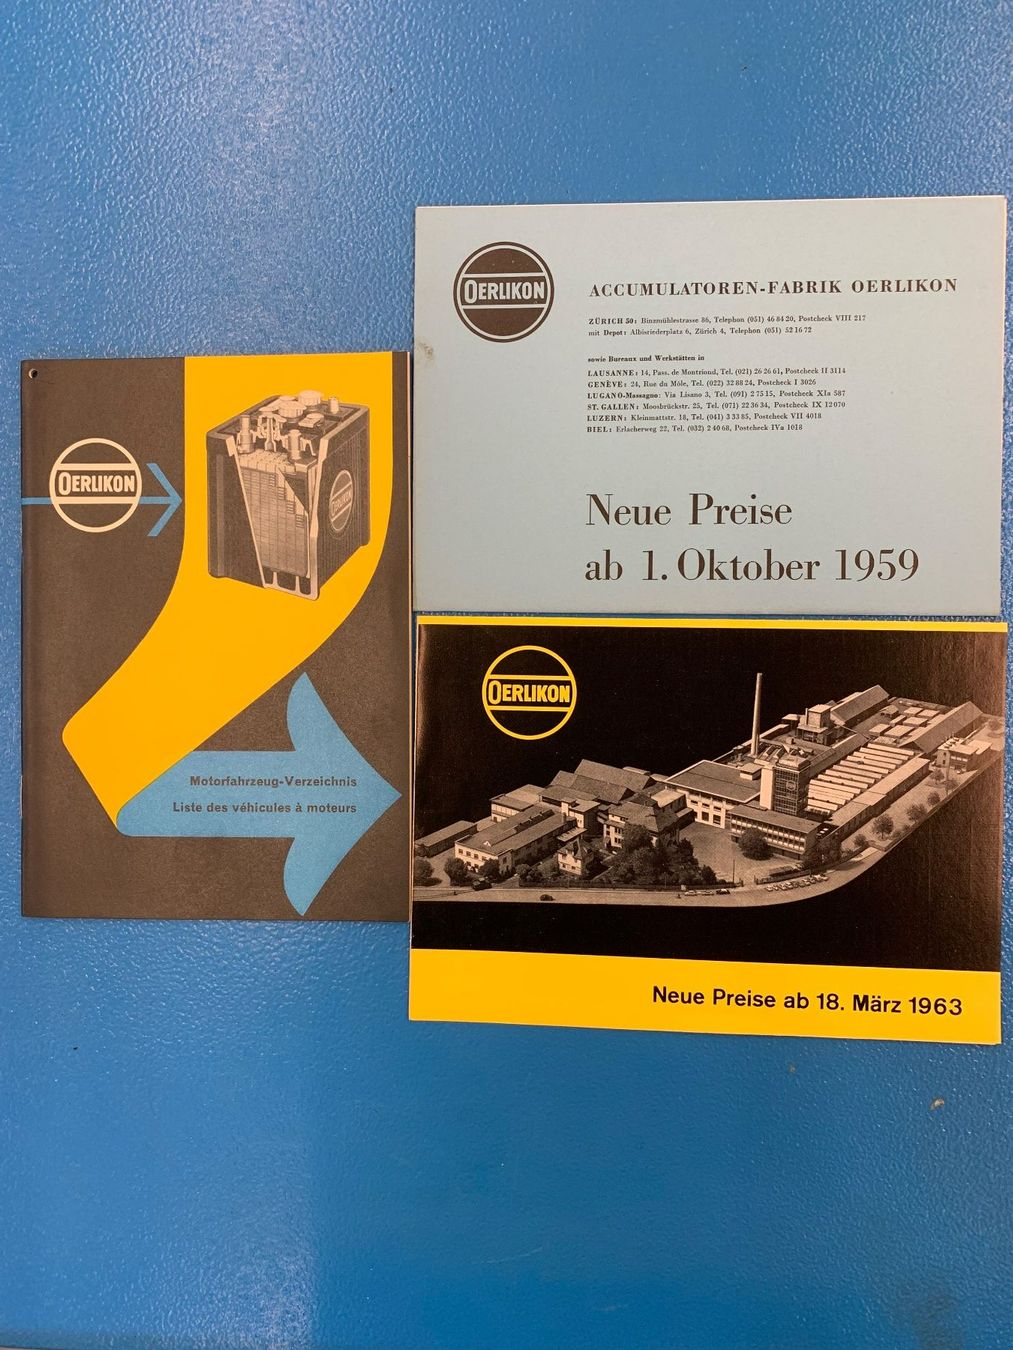 OERLIKON
OERLIKON
Motorfahrzeug-Verzeichnis
Liste des véhicules à moteurs
OERLIKON
ACCUMULATOREN-FABRIK OERLIKON
ZÜRICH 50: Binzmühlestrasse 86, Telephon (051) 46 84 20, Postcheck VIII 217
mit Depot: Albisriederplatz 6, Zürich 4, Telephon (051) 52 16 72
sowie Bureaux und Werkstätten in
LAUSANNE: 14, Pass. de Montriond, Tel. (021) 26 26 61, Postcheck II 3114
GENÈVE: 24, Rue du Môle, Tel. (022) 32 88 24, Postcheck I 3026
LUGANO-Massagno: Via Lisano 3, Tel. (091) 2 75 15, Postcheck XIa 587
ST. GALLEN: Moosbrückstr. 25, Tel. (071) 22 36 34, Postcheck IX 12070
LUZERN: Kleinmattstr. 18, Tel. (041) 3 33 85, Postcheck VII 4018
BIEL: Erlacherweg 22, Tel. (032) 2 40 68, Postcheck IVa 1018
Neue Preise
ab 1. Oktober 1959
OERLIKON
Neue Preise ab 18. März 1963